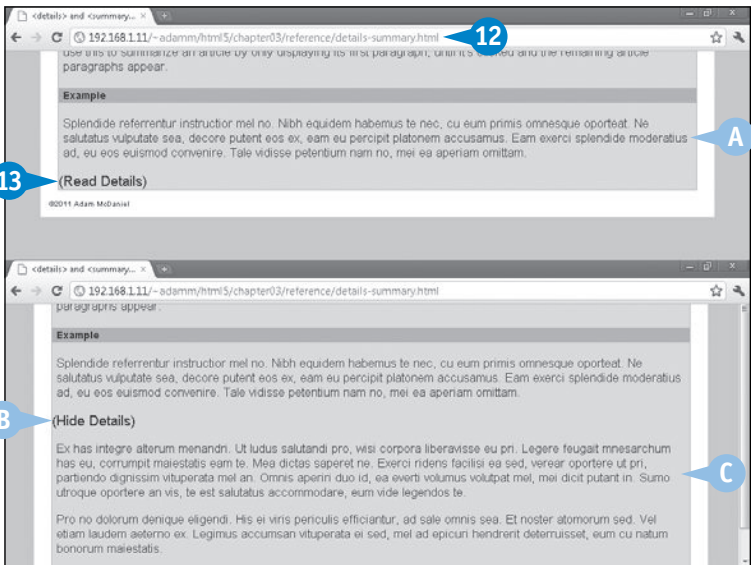 <details> and <summary...
192.168.1.11/~adamm/html5/chapter03/reference/details-summary.html
12
use this to summarize an article by only displaying its first paragraph, until it's clicked and the remaining article
paragraphs appear.
Example
Splendide referrentur instructior mel no. Nibh equidem habemus te nec, cu eum primis omnesque oporteat. Ne
salutatus vulputate sea, decore putent eos ex, eam eu percipit platonem accusamus. Eam exerci splendide moderatius
A
ad, eu eos euismod convenire. Tale vidisse petentium nam no, mei ea aperiam omittam.
13
(Read Details)
©2011 Adam McDaniel
<details> and <summary...
192.168.1.11/~adamm/html5/chapter03/reference/details-summary.html
paragraphs appear.
Example
Splendide referrentur instructior mel no. Nibh equidem habemus te nec, cu eum primis omnesque oporteat. Ne
salutatus vulputate sea, decore putent eos ex, eam eu percipit platonem accusamus. Eam exerci splendide moderatius
ad, eu eos euismod convenire. Tale vidisse petentium nam no, mei ea aperiam omittam.
B
(Hide Details)
Ex has integre alterum menandri. Ut ludus salutandi pro, wisi corpora liberavisse eu pri. Legere feugait mnesarchum
has eu, corrumpit maiestatis eam te. Mea dictas saperet ne. Exerci ridens facilisi ea sed, verear oportere ut pri,
partiendo dignissim vituperata mel an. Omnis aperiri duo id, ea everti volumus volutpat mel, mei dicit putant in. Sumo
C
utroque oportere an vis, te est salutatus accommodare, eum vide legendos te.
Pro no dolorum denique eligendi. His ei viris periculis efficiantur, ad sale omnis sea. Et noster atomorum sed. Vel
etiam laudem aeterno ex. Legimus accumsan vituperata ei sed, mel ad epicuri hendrerit deterruisset, eum cu natum
bonorum maiestatis.